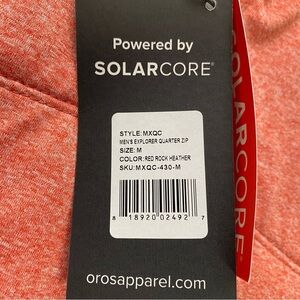 Powered by
SOLARCORE®
STYLE: MXQC
MEN'S EXPLORER QUARTER ZIP
SIZE: M
COLOR: RED ROCK HEATHER
SKU: MXQC-430-M
8 18920 02492 7
orosapparel.com
SOLARCORE®